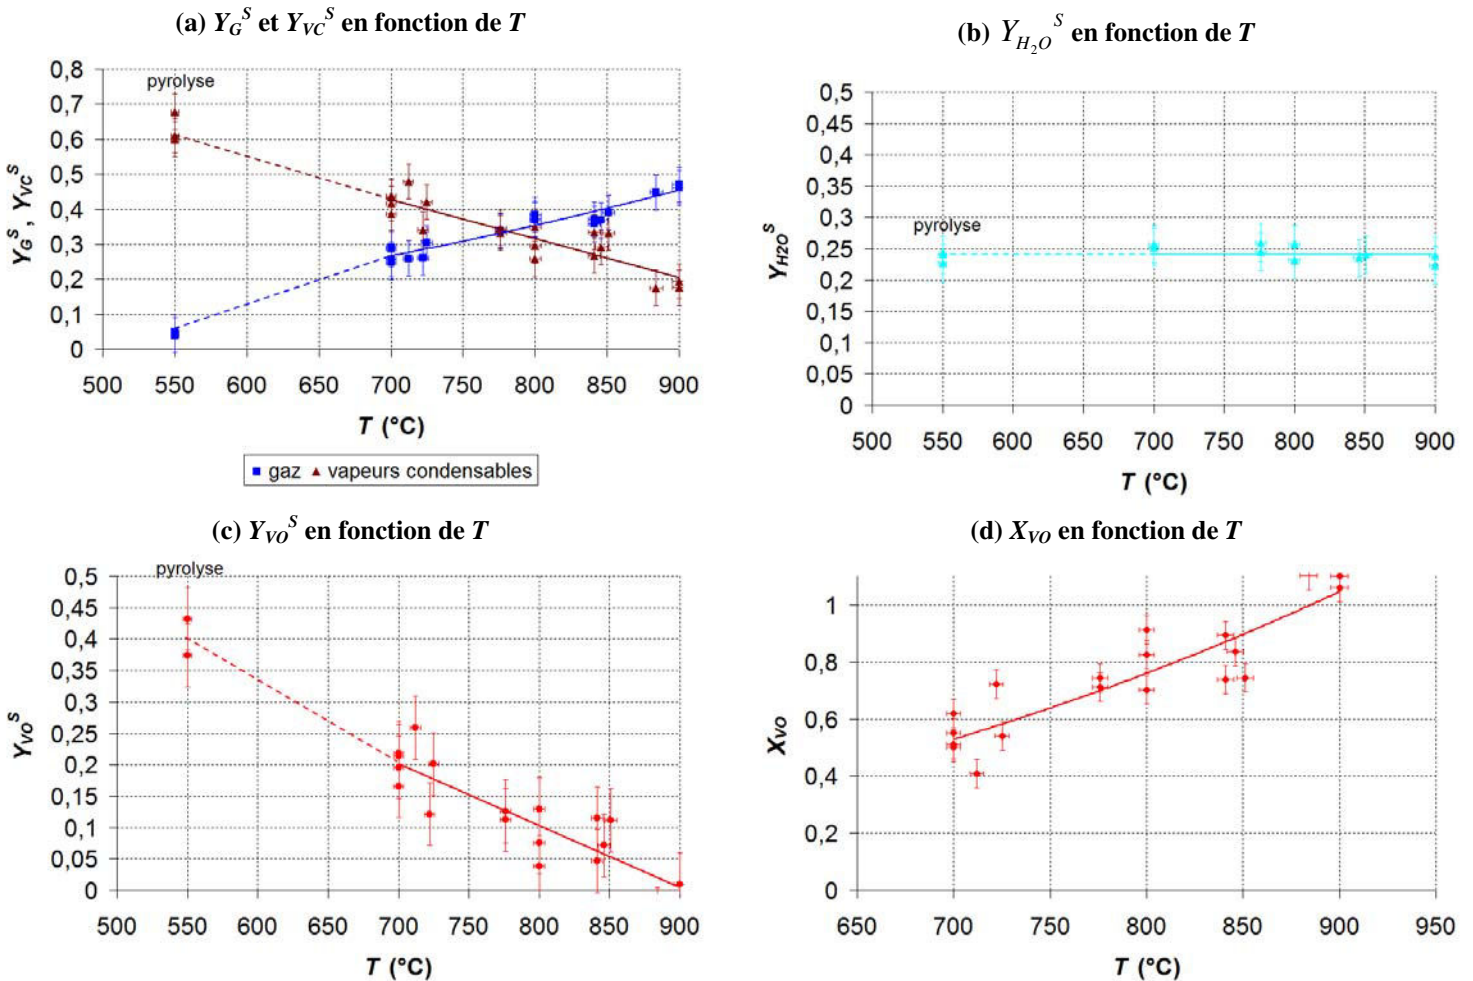 (a) Y_G^S et Y_VC^S en fonction de T
(b) Y_H2O^S en fonction de T
pyrolyse
Y_G^S , Y_VC^S
0,8
0,7
0,6
0,5
0,4
0,3
0,2
0,1
0
500 550 600 650 700 750 800 850 900
T (°C)
gaz vapeurs condensables
pyrolyse
Y_H2O^S
0,5
0,45
0,4
0,35
0,3
0,25
0,2
0,15
0,1
0,05
0
500 550 600 650 700 750 800 850 900
T (°C)
(c) Y_VO^S en fonction de T
(d) X_VO en fonction de T
pyrolyse
Y_VO^S
0,5
0,45
0,4
0,35
0,3
0,25
0,2
0,15
0,1
0,05
0
500 550 600 650 700 750 800 850 900
T (°C)
X_VO
1
0,8
0,6
0,4
0,2
0
650 700 750 800 850 900 950
T (°C)